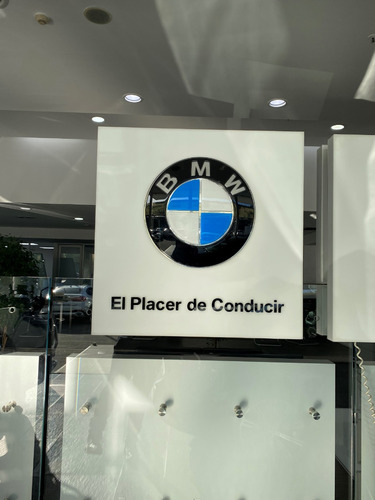 BMW
El Placer de Conducir